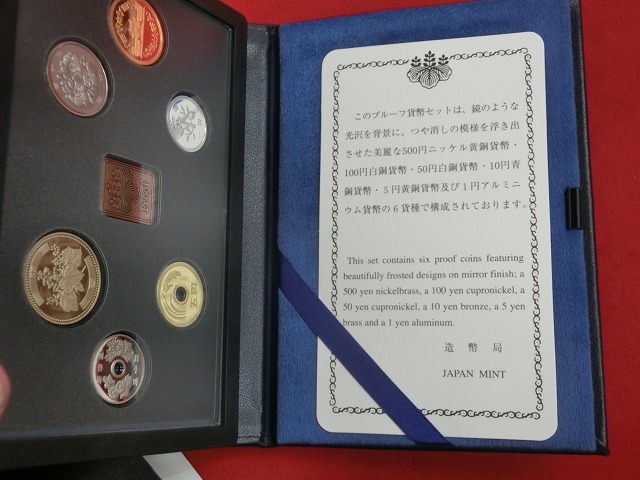 このプルーフ貨幣セットは、鏡のような
光沢を背景に、つや消しの模様を浮き出
させた美麗な500円ニッケル黄銅貨幣・
100円白銅貨幣・50円白銅貨幣・10円青
銅貨幣・5円黄銅貨幣及び1円アルミニ
ウム貨幣の6貨種で構成されております。
This set contains six proof coins featuring
beautifully frosted designs on mirror finish; a
500 yen nickelbrass, a 100 yen cupronickel, a
50 yen cupronickel, a 10 yen bronze, a 5 yen
brass and a 1 yen aluminum.
造幣局
JAPAN MINT
Proof